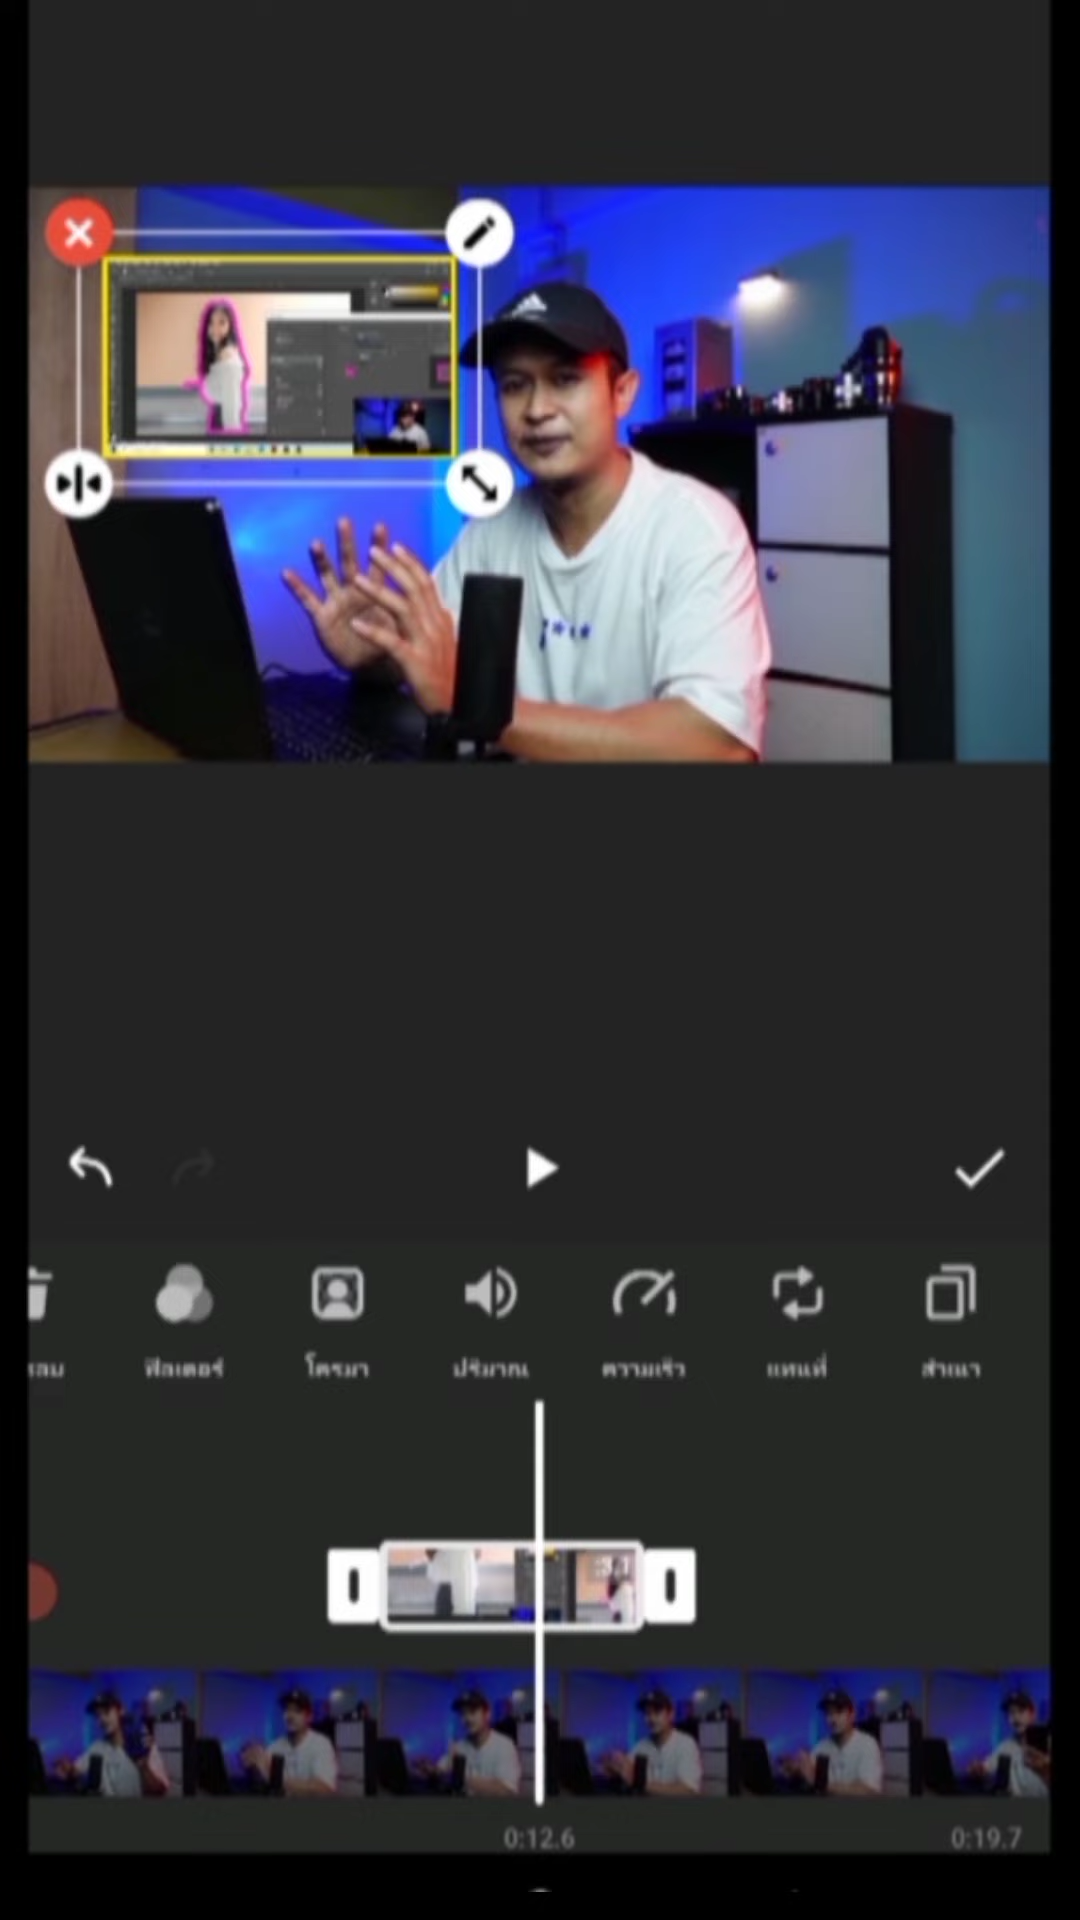 ฟิลเตอร์
โครมา
ปริมาณ
ความเร็ว
แทนที่
สำเนา
3.1
0:12.6
0:19.7